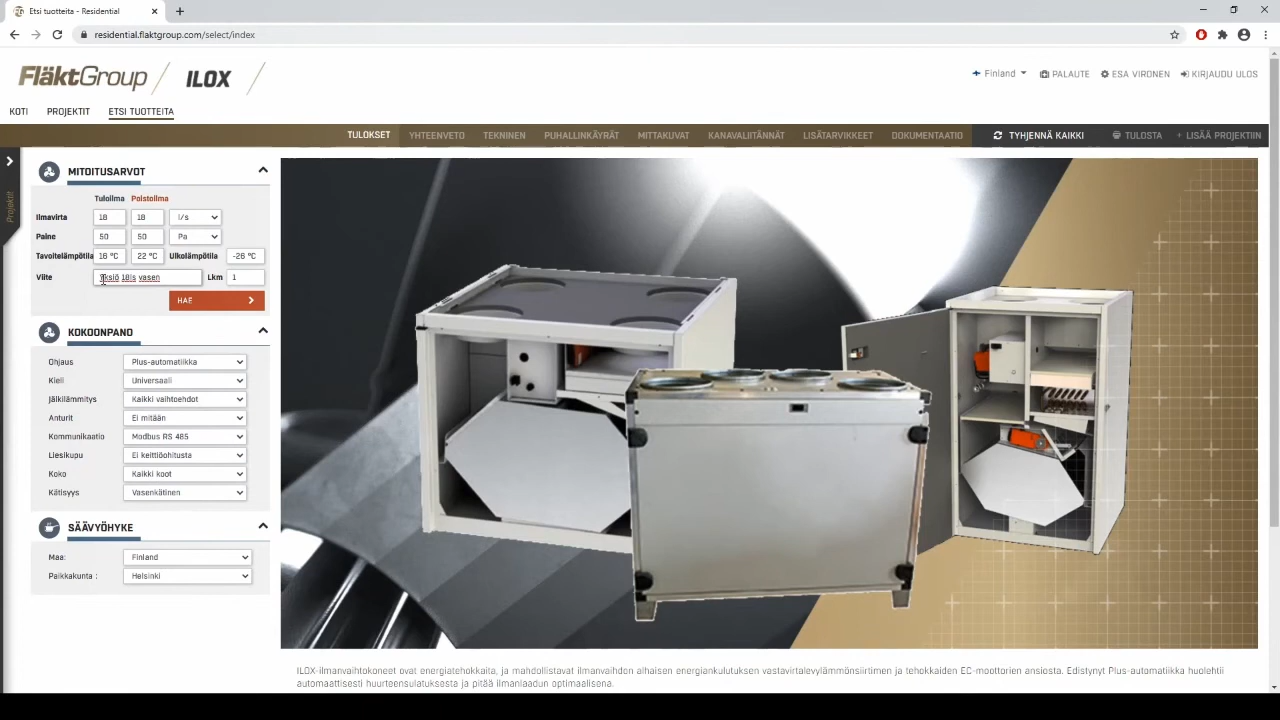 Etsi tuotteita - Residential
residential.flaktgroup.com/select/index
FläktGroup ILOX
Finland PALAUTE ESA VIRONEN KIRJAUDU ULOS
KOTI PROJEKTIT ETSI TUOTTEITA
TULOKSET YHTEENVETO TEKNINEN PUHALLINKÄYRÄT MITTAKUVAT KANAVALIITÄNNÄT LISÄTARVIKKEET DOKUMENTAATIO TYHJENNÄ KAIKKI TULOSTA + LISÄÄ PROJEKTIIN
Projektit
MITOITUSARVOT
Tuloilma Poistoilma
Ilmavirta 18 18 l/s
Paine 50 50 Pa
Tavoitelämpötila 16 °C 22 °C Ulkolämpötila -26 °C
Viite Yksiö 18ls vasen Lkm 1
HAE
KOKOONPANO
Ohjaus Plus-automatiikka
Kieli Universaali
Jälkilämmitys Kaikki vaihtoehdot
Anturit Ei mitään
Kommunikaatio Modbus RS 485
Liesikupu Ei keittiöohitusta
Koko Kaikki koot
Kätisyys Vasenkätinen
SÄÄVYÖHYKE
Maa: Finland
Paikkakunta : Helsinki
ILOX-ilmanvaihtokoneet ovat energiatehokkaita, ja mahdollistavat ilmanvaihdon alhaisen energiankulutuksen vastavirtalevylämmönsiirtimen ja tehokkaiden EC-moottorien ansiosta. Edistynyt Plus-automatiikka huolehtii
automaattisesti huurteensulatuksesta ja pitää ilmanlaadun optimaalisena.